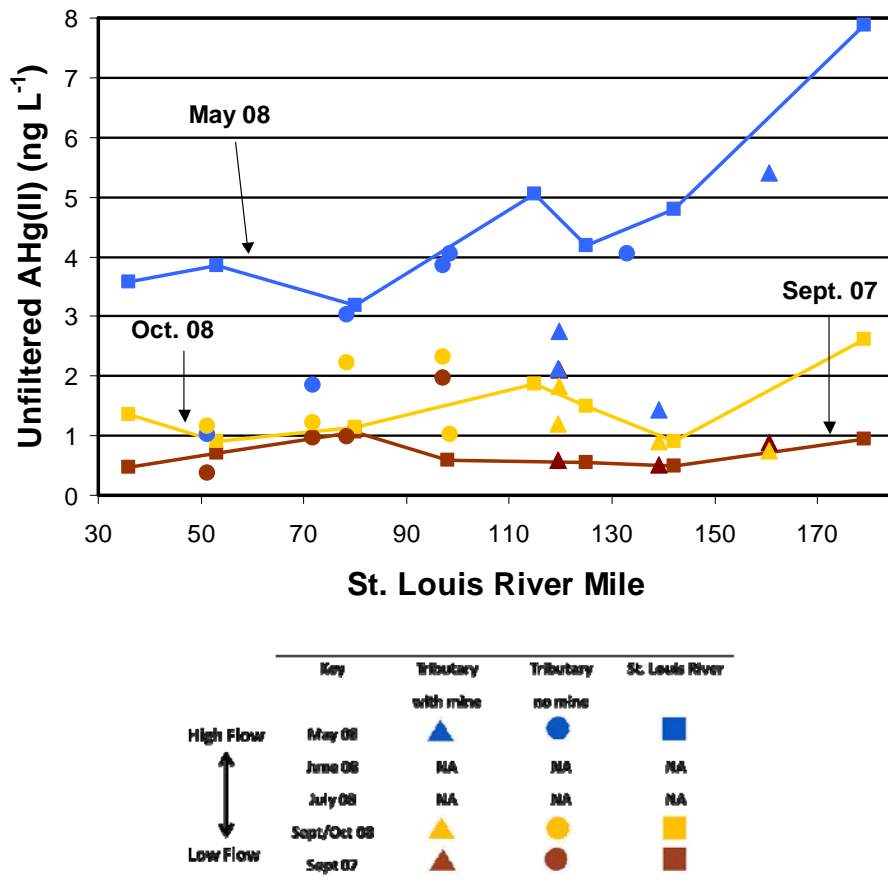 8
7
6
5
4
3
2
1
0
Unfiltered AHg(II) (ng L-1)
May 08
Oct. 08
Sept. 07
30 50 70 90 110 130 150 170
St. Louis River Mile
Key Tributary with mine Tributary no mine St. Louis River
High Flow
May 08
June 08 NA NA NA
July 08 NA NA NA
Sept/Oct 08
Low Flow
Sept 07